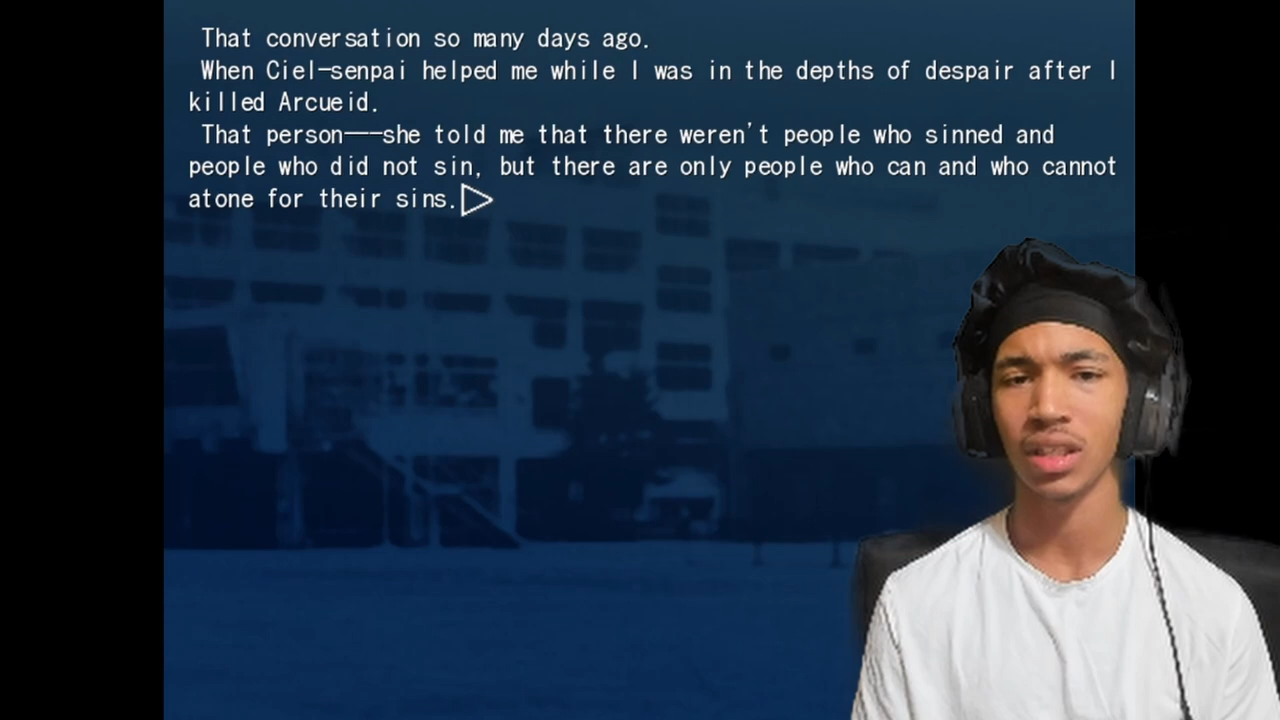 That conversation so many days ago.
When Ciel-senpai helped me while I was in the depths of despair after I
killed Arcueid.
That person——she told me that there weren't people who sinned and
people who did not sin, but there are only people who can and who cannot
atone for their sins.